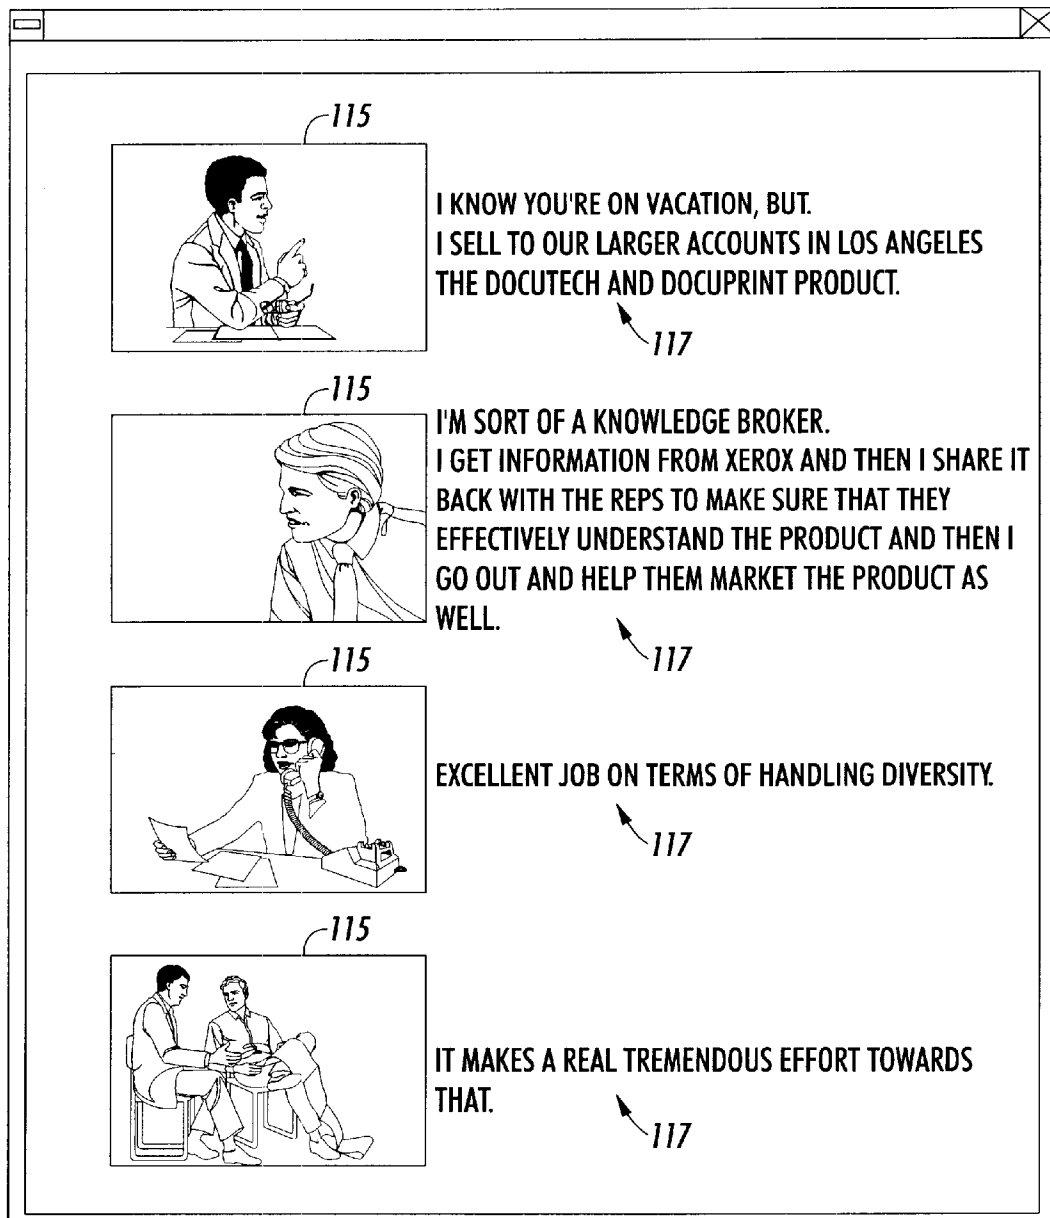 115
I KNOW YOU'RE ON VACATION, BUT.
I SELL TO OUR LARGER ACCOUNTS IN LOS ANGELES
THE DOCUTECH AND DOCUPRINT PRODUCT.
117
115
I'M SORT OF A KNOWLEDGE BROKER.
I GET INFORMATION FROM XEROX AND THEN I SHARE IT
BACK WITH THE REPS TO MAKE SURE THAT THEY
EFFECTIVELY UNDERSTAND THE PRODUCT AND THEN I
GO OUT AND HELP THEM MARKET THE PRODUCT AS
WELL.
117
115
EXCELLENT JOB ON TERMS OF HANDLING DIVERSITY.
117
115
IT MAKES A REAL TREMENDOUS EFFORT TOWARDS
THAT.
117